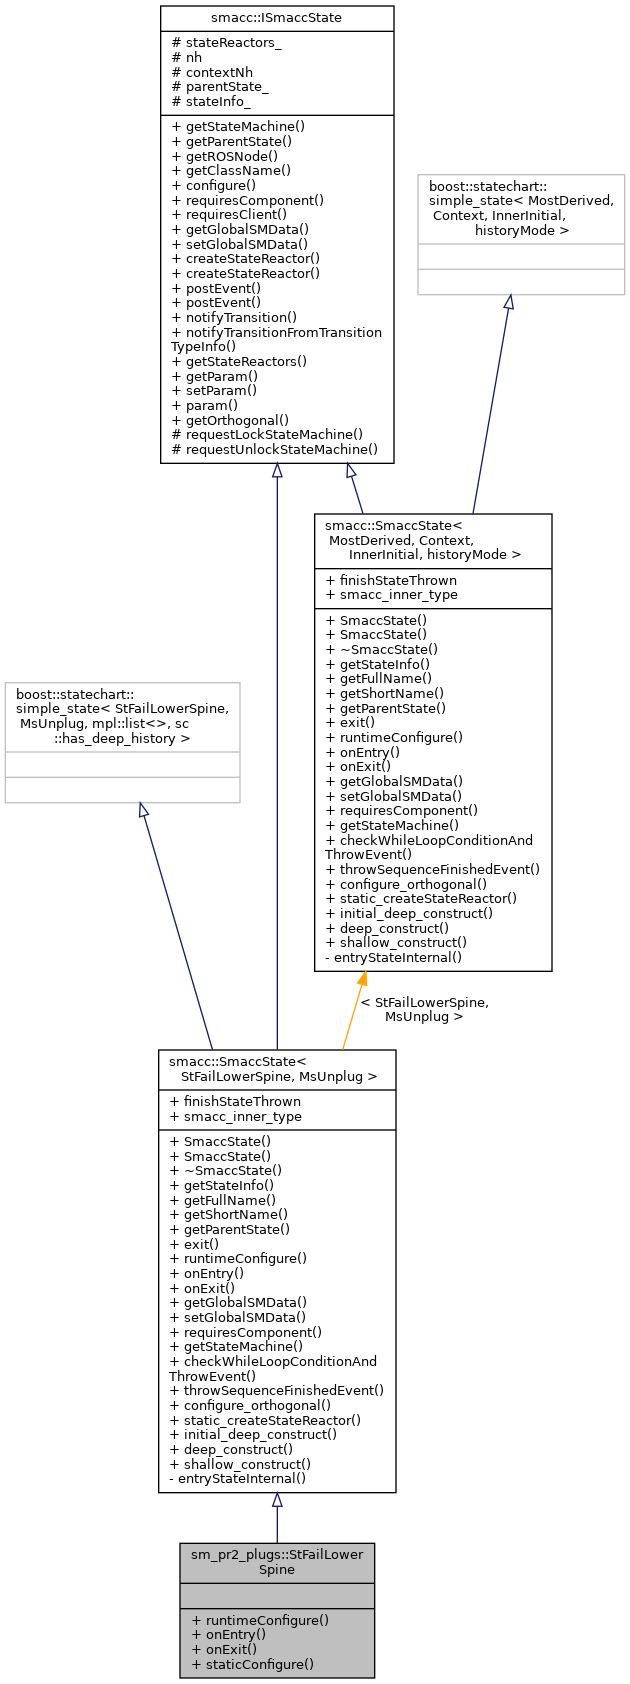 smacc::ISmaccState
# stateReactors_
# nh
# contextNh
# parentState_
# stateInfo_
+ getStateMachine()
+ getParentState()
+ getROSNode()
+ getClassName()
+ configure()
+ requiresComponent()
+ requiresClient()
+ getGlobalSMData()
+ setGlobalSMData()
+ createStateReactor()
+ createStateReactor()
+ postEvent()
+ postEvent()
+ notifyTransition()
+ notifyTransitionFromTransition
TypeInfo()
+ getStateReactors()
+ getParam()
+ setParam()
+ param()
+ getOrthogonal()
# requestLockStateMachine()
# requestUnlockStateMachine()
boost::statechart::
simple_state< MostDerived,
Context, InnerInitial,
historyMode >
smacc::SmaccState<
MostDerived, Context,
InnerInitial, historyMode >
+ finishStateThrown
+ smacc_inner_type
+ SmaccState()
+ SmaccState()
+ ~SmaccState()
+ getStateInfo()
+ getFullName()
+ getShortName()
+ getParentState()
+ exit()
+ runtimeConfigure()
+ onEntry()
+ onExit()
+ getGlobalSMData()
+ setGlobalSMData()
+ requiresComponent()
+ getStateMachine()
+ checkWhileLoopConditionAnd
ThrowEvent()
+ throwSequenceFinishedEvent()
+ configure_orthogonal()
+ static_createStateReactor()
+ initial_deep_construct()
+ deep_construct()
+ shallow_construct()
- entryStateInternal()
boost::statechart::
simple_state< StFailLowerSpine,
MsUnplug, mpl::list<>, sc
::has_deep_history >
< StFailLowerSpine,
MsUnplug >
smacc::SmaccState<
StFailLowerSpine, MsUnplug >
+ finishStateThrown
+ smacc_inner_type
+ SmaccState()
+ SmaccState()
+ ~SmaccState()
+ getStateInfo()
+ getFullName()
+ getShortName()
+ getParentState()
+ exit()
+ runtimeConfigure()
+ onEntry()
+ onExit()
+ getGlobalSMData()
+ setGlobalSMData()
+ requiresComponent()
+ getStateMachine()
+ checkWhileLoopConditionAnd
ThrowEvent()
+ throwSequenceFinishedEvent()
+ configure_orthogonal()
+ static_createStateReactor()
+ initial_deep_construct()
+ deep_construct()
+ shallow_construct()
- entryStateInternal()
sm_pr2_plugs::StFailLower
Spine
+ runtimeConfigure()
+ onEntry()
+ onExit()
+ staticConfigure()